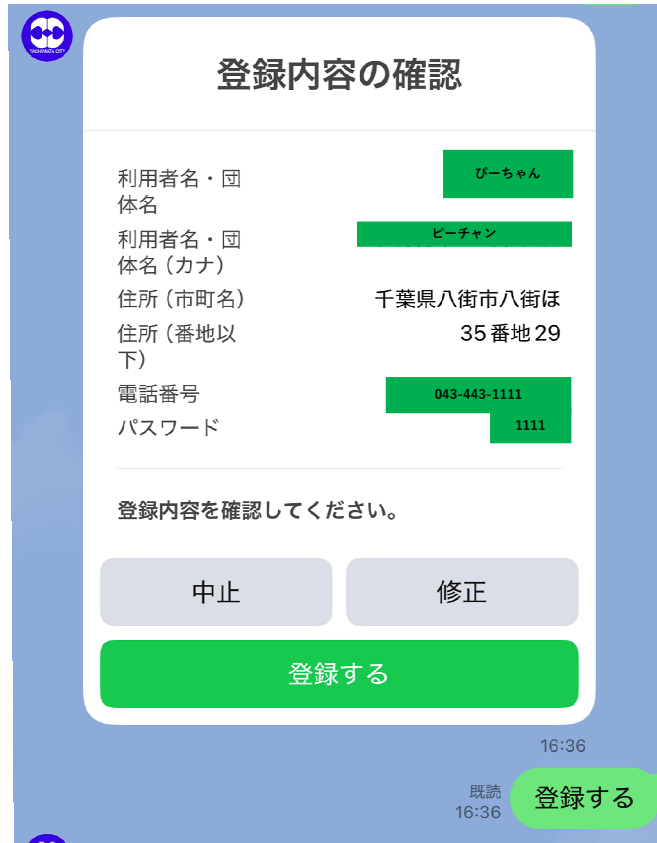 YACHIMATA CITY
登録内容の確認
利用者名・団
体名
ぴーちゃん
利用者名・団
体名（カナ）
ピーチャン
住所（市町名）
千葉県八街市八街ほ
住所（番地以
下）
35番地29
電話番号
043-443-1111
パスワード
1111
登録内容を確認してください。
中止
修正
登録する
16:36
既読
16:36
登録する